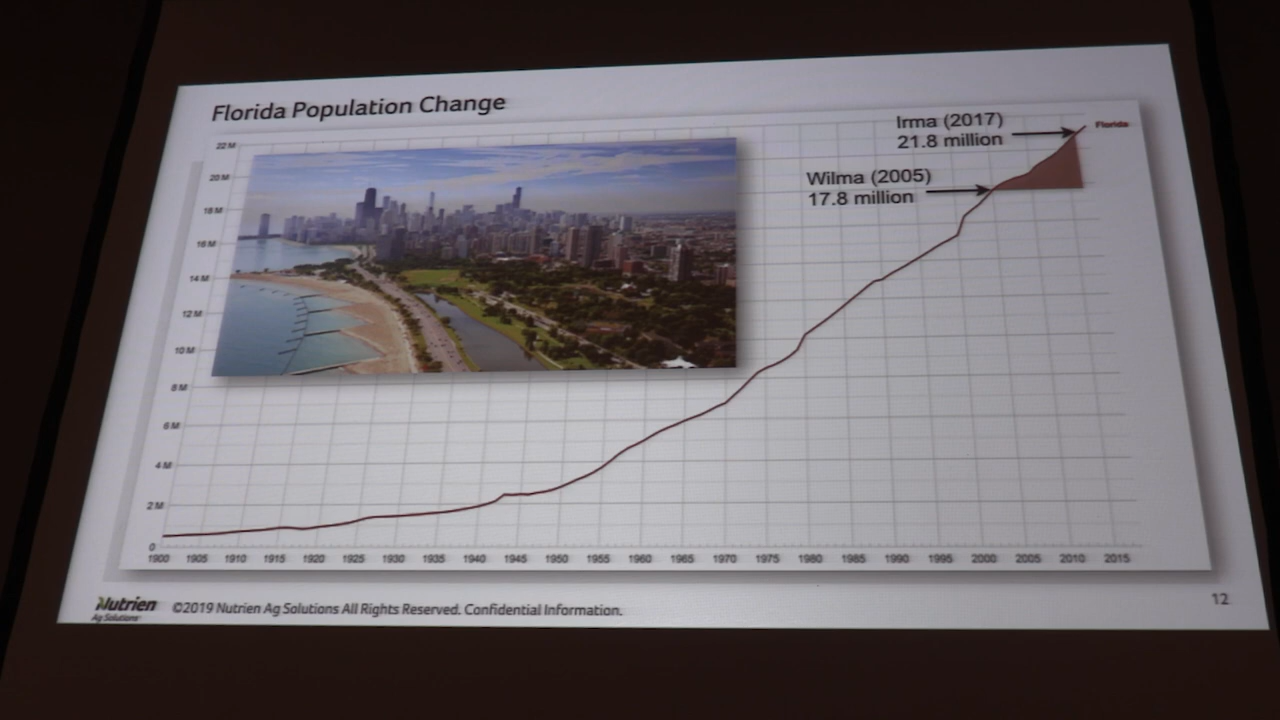 Florida Population Change
Irma (2017)
21.8 million
Florida
Wilma (2005)
17.8 million
22 M
20 M
18 M
16 M
14 M
12 M
10 M
8 M
6 M
4 M
2 M
0
1900 1905 1910 1915 1920 1925 1930 1935 1940 1945 1950 1955 1960 1965 1970 1975 1980 1985 1990 1995 2000 2005 2010 2015
Nutrien
Ag Solutions
©2019 Nutrien Ag Solutions All Rights Reserved. Confidential Information.
12